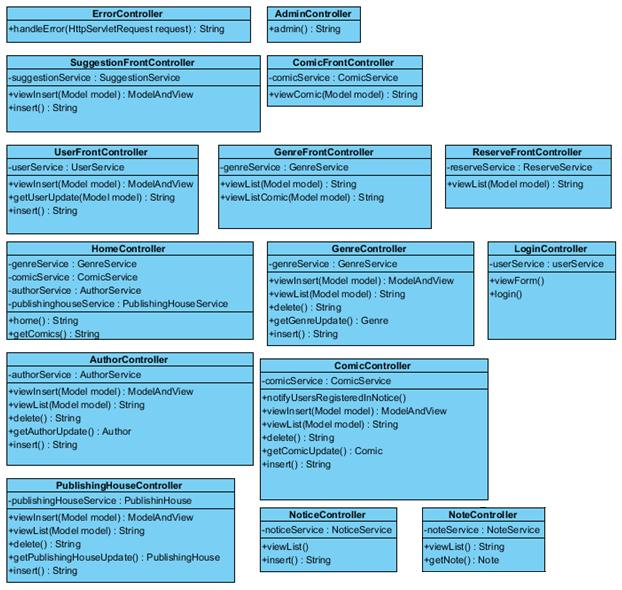 ErrorController
+handleError(HttpServletRequest request) : String
AdminController
+admin() : String
SuggestionFrontController
-suggestionService : SuggestionService
+viewInsert(Model model) : ModelAndView
+insert() : String
ComicFrontController
-comicService : ComicService
+viewComic(Model model) : String
UserFrontController
-userService : UserService
+viewInsert(Model model) : ModelAndView
+getUserUpdate(Model model) : String
+insert() : String
GenreFrontController
-genreService : GenreService
+viewList(Model model) : String
+viewListComic(Model model) : String
ReserveFrontController
-reserveService : ReserveService
+viewList(Model model) : String
HomeController
-genreService : GenreService
-comicService : ComicService
-authorService : AuthorService
-publishinghouseService : PublishingHouseService
+home() : String
+getComics() : String
GenreController
-genreService : GenreService
+viewInsert(Model model) : ModelAndView
+viewList(Model model) : String
+delete() : String
+getGenreUpdate() : Genre
+insert() : String
LoginController
-userService : userService
+viewForm()
+login()
AuthorController
-authorService : AuthorService
+viewInsert(Model model) : ModelAndView
+viewList(Model model) : String
+delete() : String
+getAuthorUpdate() : Author
+insert() : String
ComicController
-comicService : ComicService
+notifyUsersRegisteredInNotice()
+viewInsert(Model model) : ModelAndView
+viewList(Model model) : String
+delete() : String
+getComicUpdate() : Comic
+insert() : String
PublishingHouseController
-publishingHouseService : PublishinHouse
+viewInsert(Model model) : ModelAndView
+viewList(Model model) : String
+delete() : String
+getPublishingHouseUpdate() : PublishingHouse
+insert() : String
NoticeController
-noticeService : NoticeService
+viewList()
+insert() : String
NoteController
-noteService : NoteService
+viewList() : String
+getNote() : Note